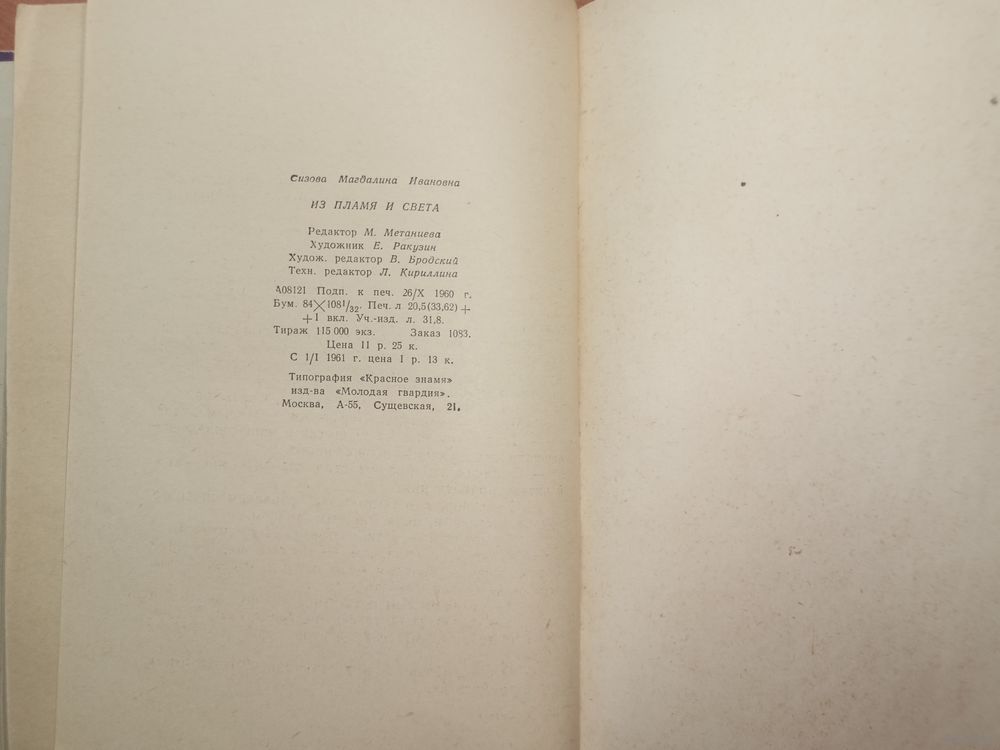 Сизова Магдалина Ивановна
ИЗ ПЛАМЯ И СВЕТА
Редактор М. Метаниева
Художник Е. Ракузин
Худож. редактор В. Бродский
Техн. редактор Л. Кириллина
А08121 Подп. к печ. 26/X 1960 г.
Бум. 84×108¹/₃₂. Печ. л 20,5(33,62)+
+1 вкл. Уч.-изд. л. 31,8.
Тираж 115 000 экз. Заказ 1083.
Цена 11 р. 25 к.
С 1/I 1961 г. цена 1 р. 13 к.
Типография «Красное знамя»
изд-ва «Молодая гвардия».
Москва, А-55, Сущевская, 21.